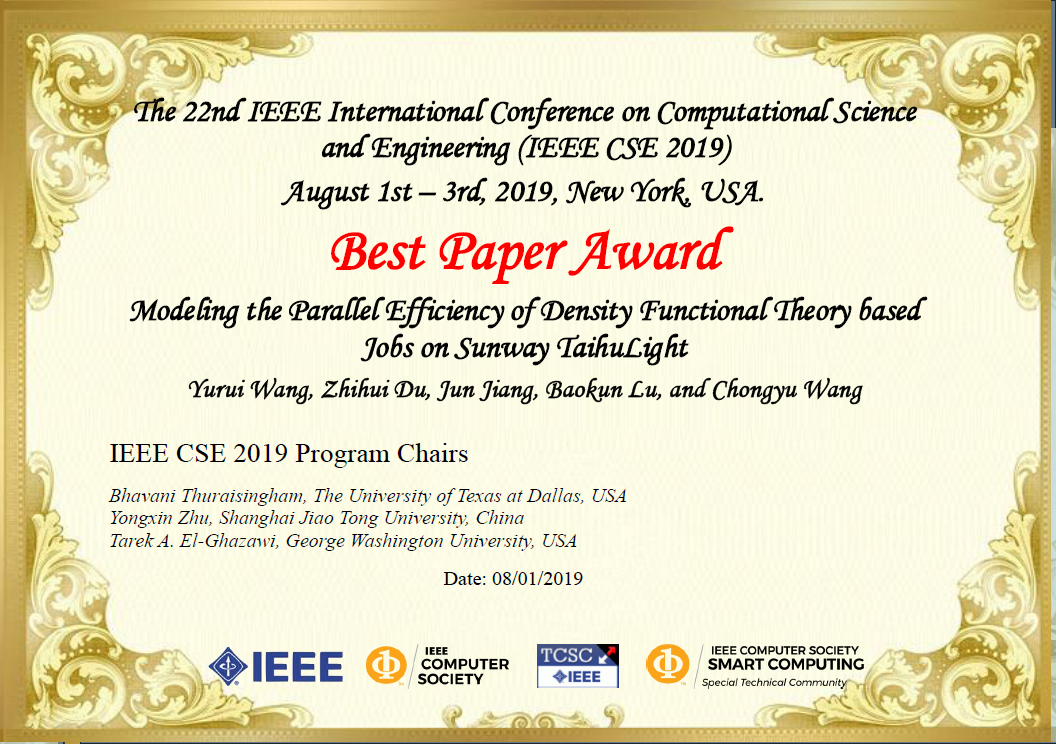 The 22nd IEEE International Conference on Computational Science
and Engineering (IEEE CSE 2019)
August 1st – 3rd, 2019, New York, USA.
Best Paper Award
Modeling the Parallel Efficiency of Density Functional Theory based
Jobs on Sunway TaihuLight
Yurui Wang, Zhihui Du, Jun Jiang, Baokun Lu, and Chongyu Wang
IEEE CSE 2019 Program Chairs
Bhavani Thuraisingham, The University of Texas at Dallas, USA
Yongxin Zhu, Shanghai Jiao Tong University, China
Tarek A. El-Ghazawi, George Washington University, USA
Date: 08/01/2019
IEEE
IEEE
COMPUTER
SOCIETY
TCSC
IEEE
IEEE COMPUTER SOCIETY
SMART COMPUTING
Special Technical Community